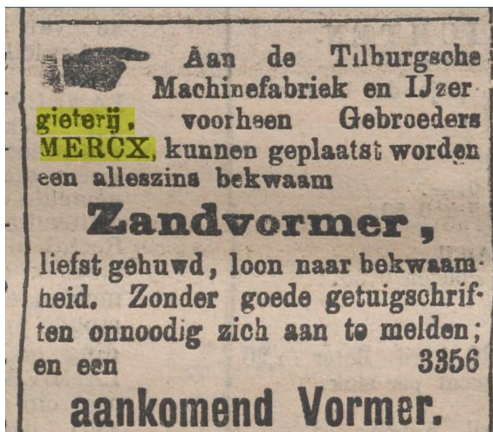 Aan de Tilburgsche
Machinefabriek en IJzer
gieterij, voorheen Gebroeders
MERCX, kunnen geplaatst worden
een alleszins bekwaam
Zandvormer,
liefst gehuwd, loon naar bekwaam-
heid. Zonder goede getuigschrif-
ten onnoodig zich aan te melden;
en een 3356
aankomend Vormer.